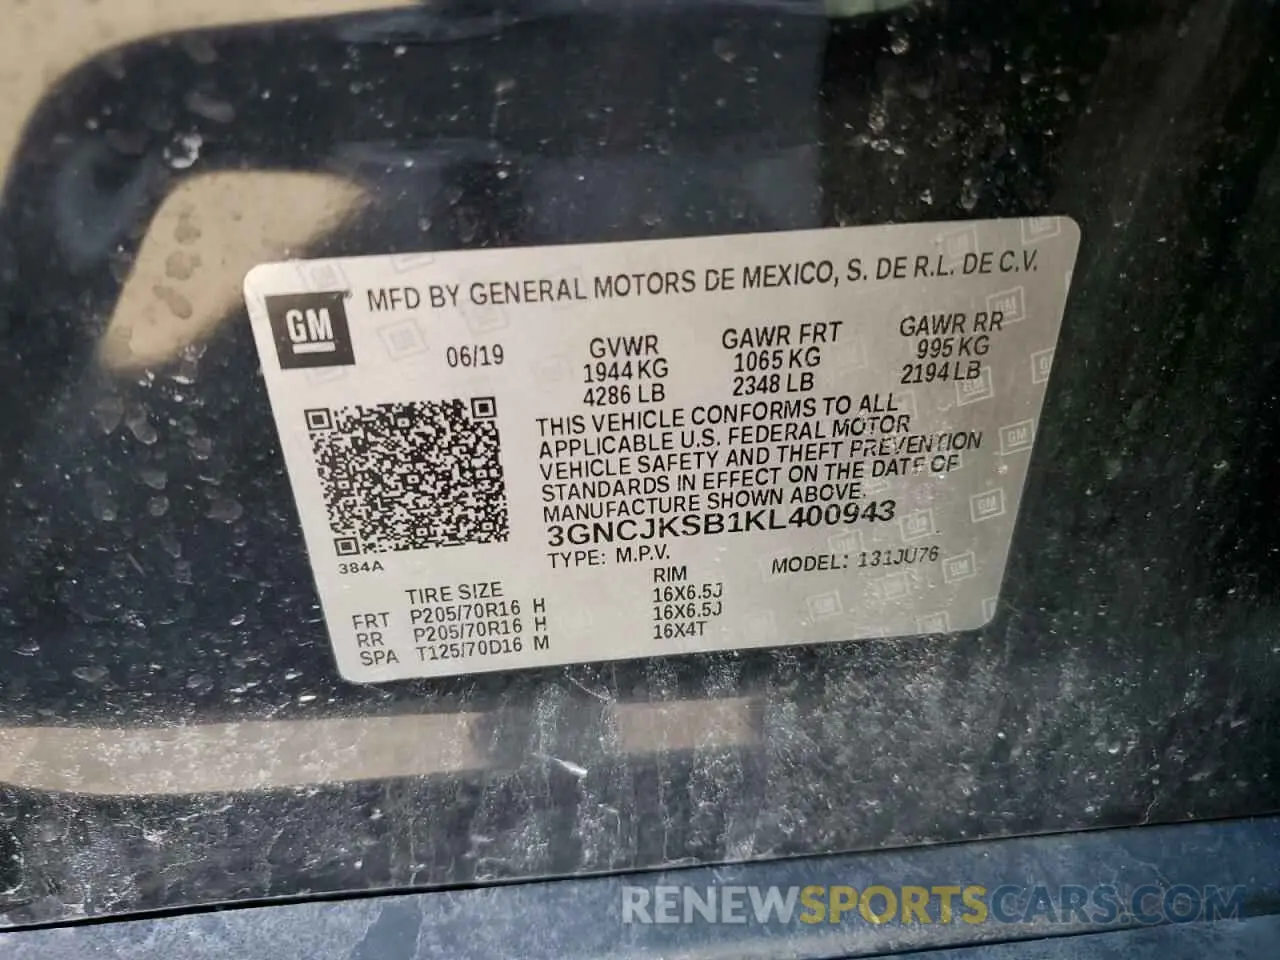 MFD BY GENERAL MOTORS DE MEXICO, S. DE R.L. DE C.V.
GM
06/19
GVWR GAWR FRT GAWR RR
1944 KG 1065 KG 995 KG
4286 LB 2348 LB 2194 LB
THIS VEHICLE CONFORMS TO ALL
APPLICABLE U.S. FEDERAL MOTOR
VEHICLE SAFETY AND THEFT PREVENTION
STANDARDS IN EFFECT ON THE DATE OF
MANUFACTURE SHOWN ABOVE.
3GNCJKSB1KL400943
TYPE: M.P.V. MODEL: 131JU76
384A
TIRE SIZE RIM
FRT P205/70R16 H 16X6.5J
RR P205/70R16 H 16X6.5J
SPA T125/70D16 M 16X4T
RENEWSPORTSCARS.COM